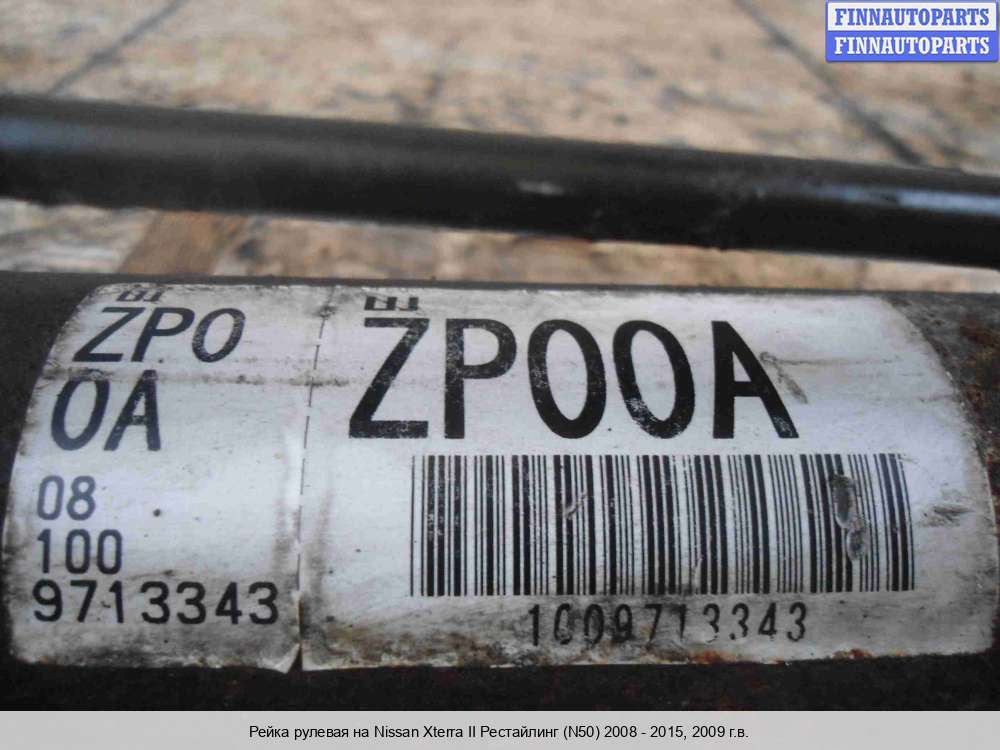 FINNAUTOPARTS
FINNAUTOPARTS
ZP0
0A
08
100
9713343
ZP00A
1009713343
Рейка рулевая на Nissan Xterra II Рестайлинг (N50) 2008 - 2015, 2009 г.в.